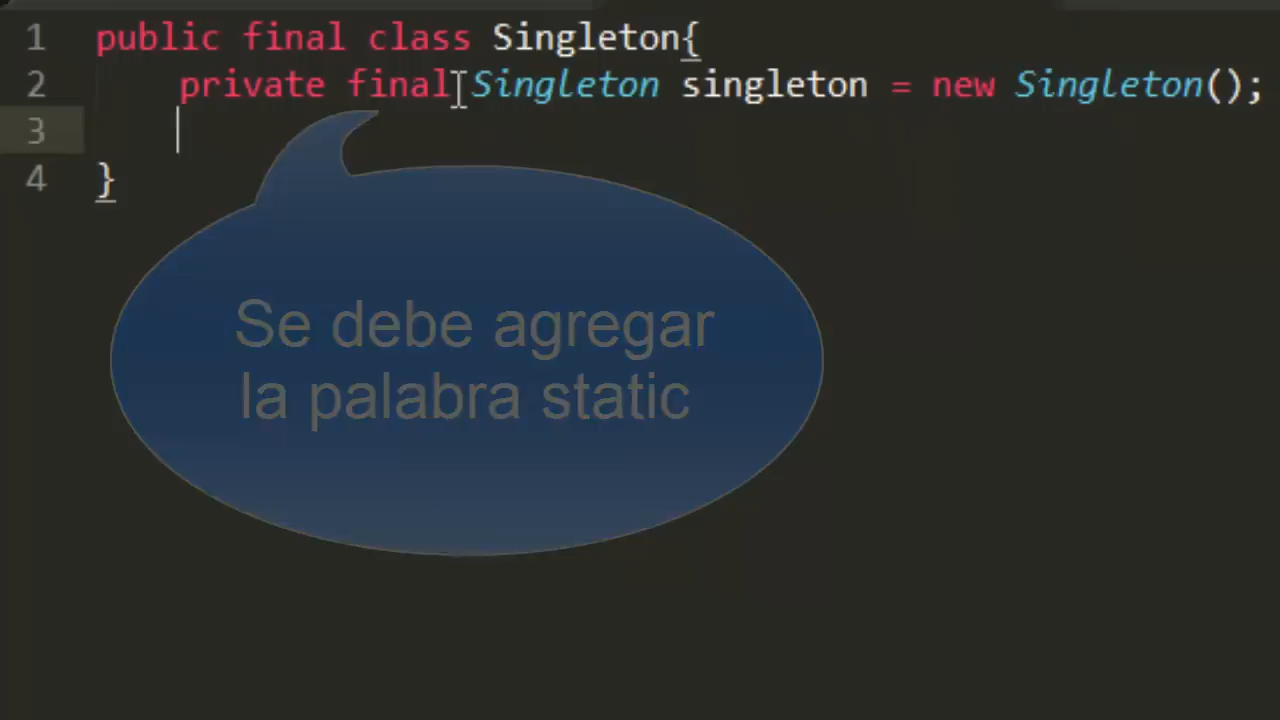 1 public final class Singleton{
2 private final Singleton singleton = new Singleton();
3
4 }
Se debe agregar
la palabra static